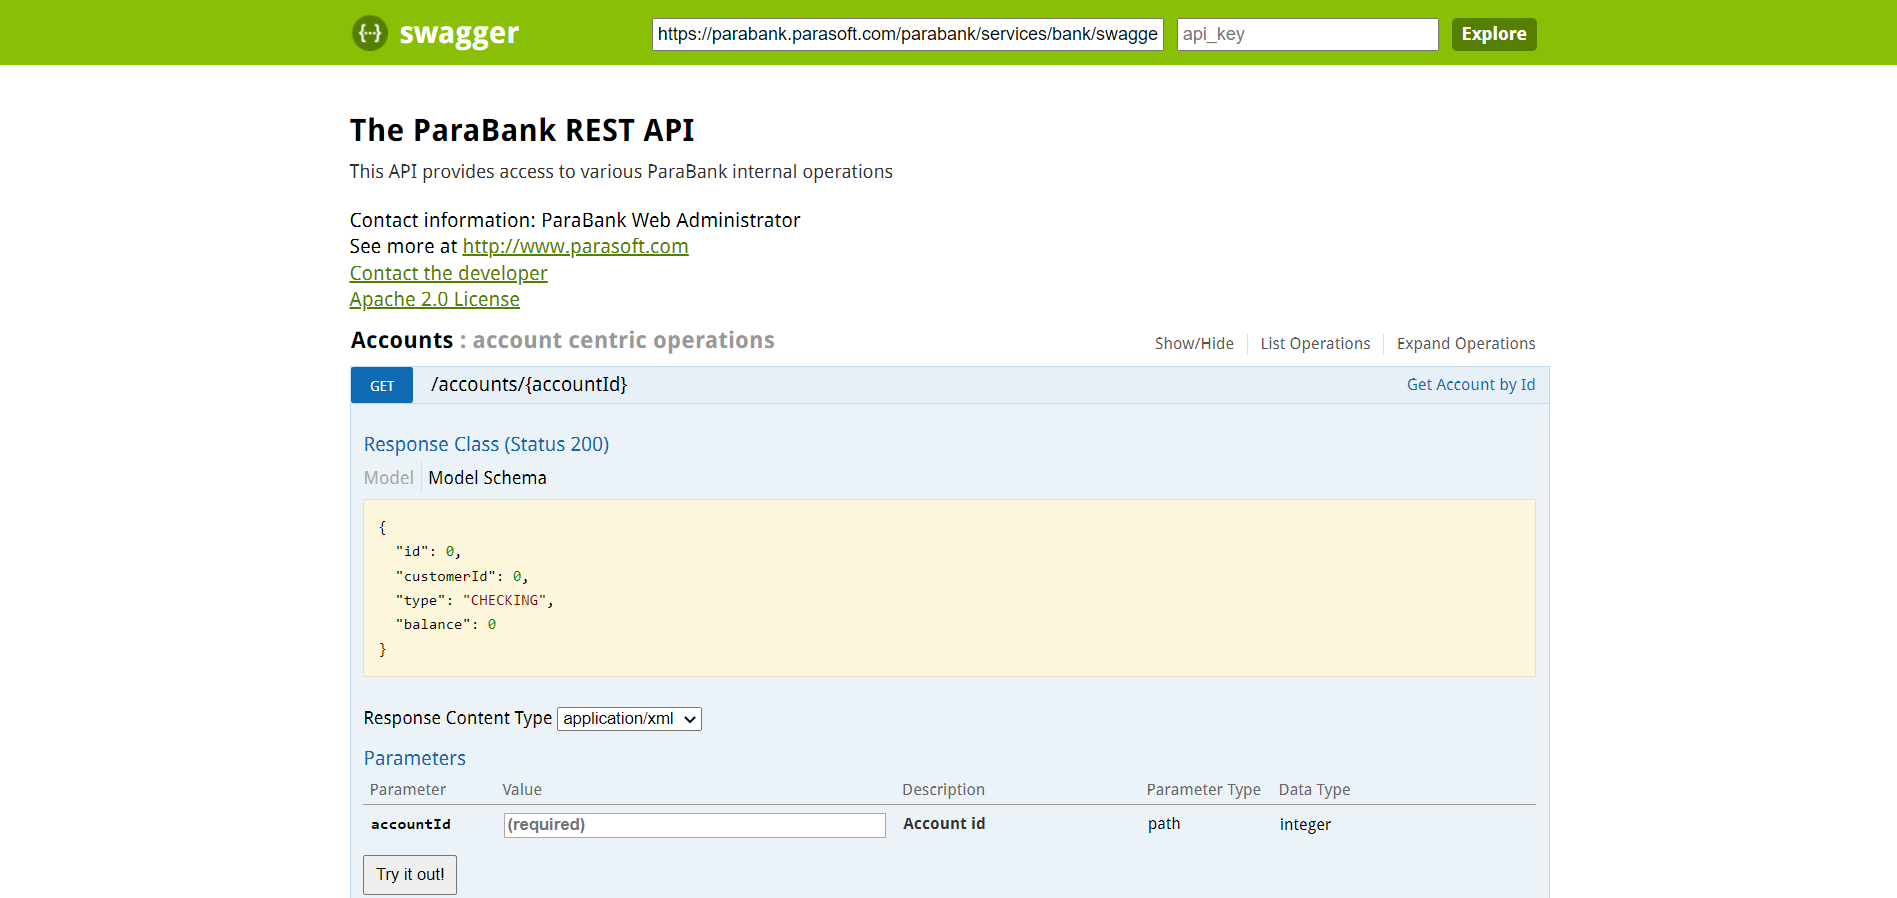 {···} swagger https://parabank.parasoft.com/parabank/services/bank/swagge api_key Explore
The ParaBank REST API
This API provides access to various ParaBank internal operations
Contact information: ParaBank Web Administrator
See more at http://www.parasoft.com
Contact the developer
Apache 2.0 License
Accounts : account centric operations Show/Hide List Operations Expand Operations
GET /accounts/{accountId} Get Account by Id
Response Class (Status 200)
Model Model Schema
{
"id": 0,
"customerId": 0,
"type": "CHECKING",
"balance": 0
}
Response Content Type application/xml
Parameters
Parameter Value Description Parameter Type Data Type
accountId (required) Account id path integer
Try it out!